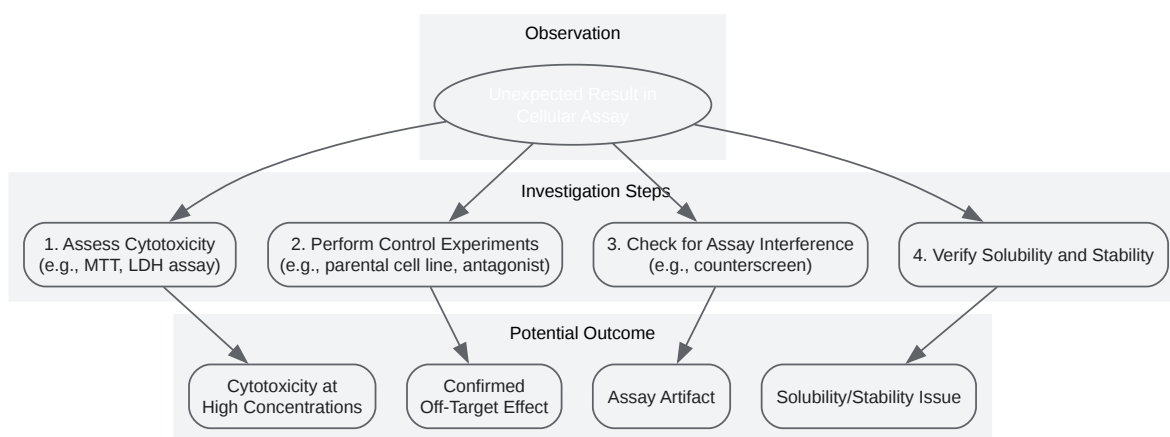 Observation
Unexpected Result in
Cellular Assay
Investigation Steps
1. Assess Cytotoxicity
(e.g., MTT, LDH assay)
2. Perform Control Experiments
(e.g., parental cell line, antagonist)
3. Check for Assay Interference
(e.g., counterscreen)
4. Verify Solubility and Stability
Potential Outcome
Cytotoxicity at
High Concentrations
Confirmed
Off-Target Effect
Assay Artifact
Solubility/Stability Issue